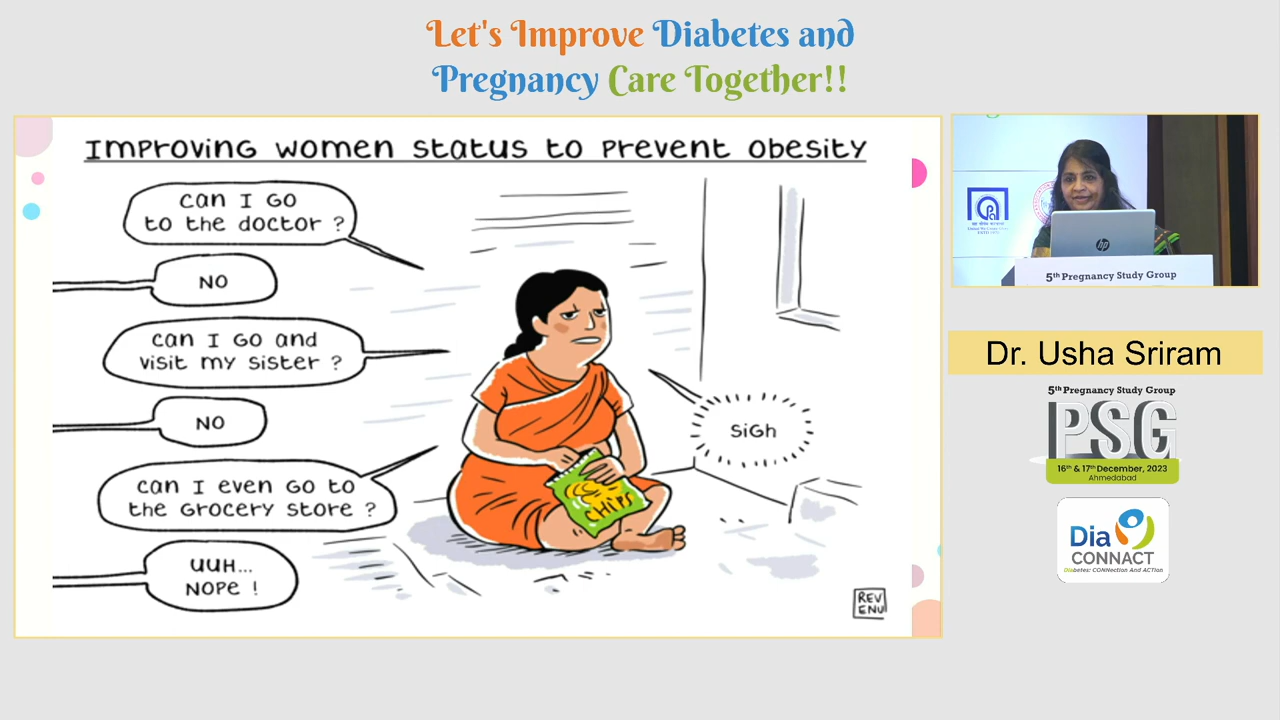 Let's Improve Diabetes and
Pregnancy Care Together!!
Improving women status to prevent obesity
can I go
to the doctor ?
NO
can I go and
visit my sister ?
NO
can I even go to
the grocery store ?
UUH...
NOPE !
SIGH
CHIPS
REV
ENU
hp
5th Pregnancy Study Group
Dr. Usha Sriram
5th Pregnancy Study Group
PSG
16th & 17th December, 2023
Ahmedabad
Dia
CONNACT
Diabetes: CONNection And ACTion